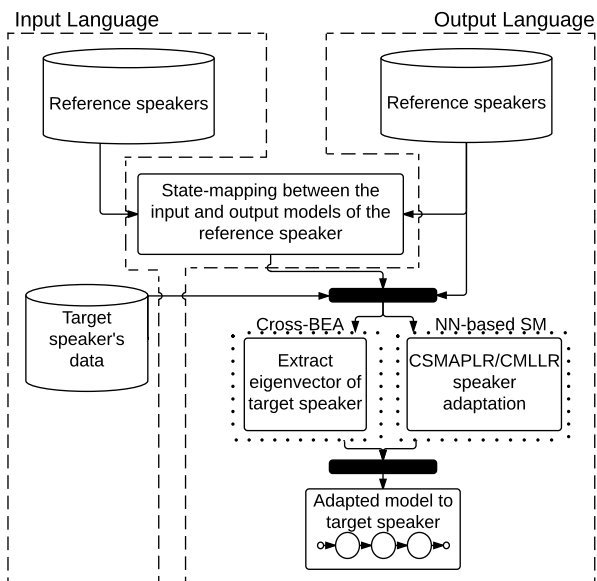 Input Language
Output Language
Reference speakers
Reference speakers
State-mapping between the
input and output models of the
reference speaker
Target
speaker's
data
Cross-BEA
NN-based SM
Extract
eigenvector of
target speaker
CSMAPLR/CMLLR
speaker
adaptation
Adapted model to
target speaker